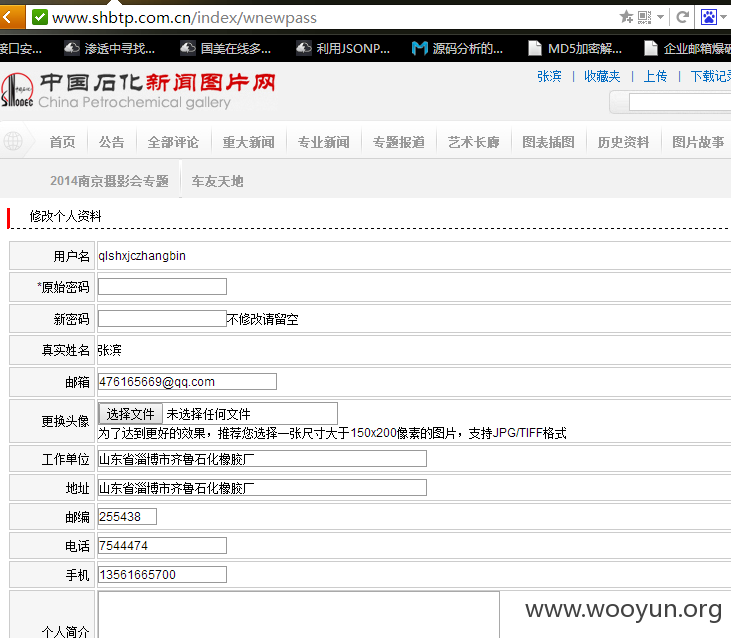 www.shbtp.com.cn/index/wnewpass
接口安... 渗透中寻找... 国美在线多... 利用JSONP... 源码分析的... MD5加密解... 企业邮箱爆破
中国石化新闻图片网
China Petrochemical gallery
SINOPEC
张滨 | 收藏夹 | 上传 | 下载记录
首页 公告 全部评论 重大新闻 专业新闻 专题报道 艺术长廊 图表插图 历史资料 图片故事
2014南京摄影会专题 车友天地
修改个人资料
用户名 qlshxjczhangbin
*原始密码
新密码 不修改请留空
真实姓名 张滨
邮箱 476165669@qq.com
更换头像 选择文件 未选择任何文件
为了达到更好的效果，推荐您选择一张尺寸大于150x200像素的图片，支持JPG/TIFF格式
工作单位 山东省淄博市齐鲁石化橡胶厂
地址 山东省淄博市齐鲁石化橡胶厂
邮编 255438
电话 7544474
手机 13561665700
个人简介
www.wooyun.org